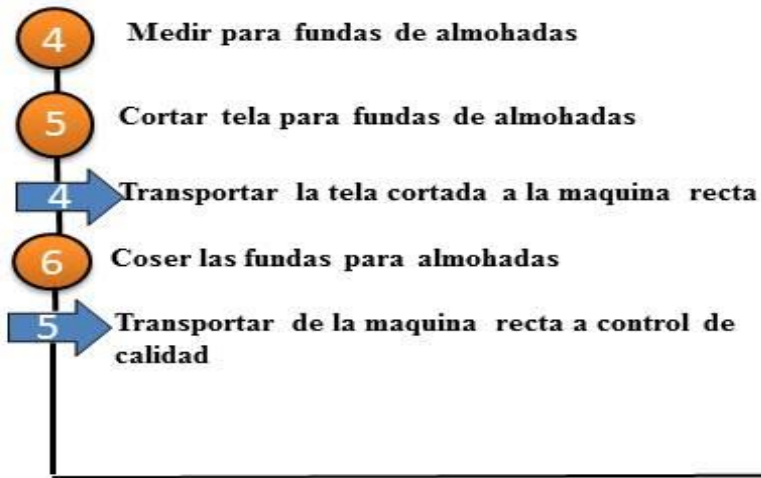 4 Medir para fundas de almohadas
5 Cortar tela para fundas de almohadas
4 Transportar la tela cortada a la maquina recta
6 Coser las fundas para almohadas
5 Transportar de la maquina recta a control de
calidad